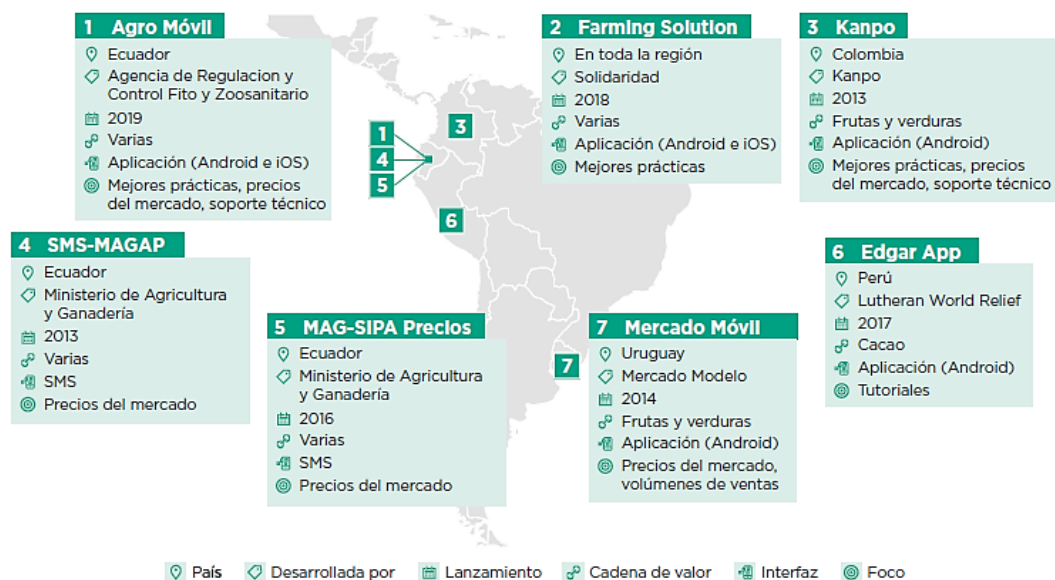 1 Agro Móvil
Ecuador
Agencia de Regulacion y
Control Fito y Zoosanitario
2019
Varias
Aplicación (Android e iOS)
Mejores prácticas, precios
del mercado, soporte técnico
2 Farming Solution
En toda la región
Solidaridad
2018
Varias
Aplicación (Android e iOS)
Mejores prácticas
3 Kanpo
Colombia
Kanpo
2013
Frutas y verduras
Aplicación (Android)
Mejores prácticas, precios
del mercado, soporte técnico
1
4
5
3
6
7
4 SMS-MAGAP
Ecuador
Ministerio de Agricultura
y Ganadería
2013
Varias
SMS
Precios del mercado
5 MAG-SIPA Precios
Ecuador
Ministerio de Agricultura
y Ganadería
2016
Varias
SMS
Precios del mercado
7 Mercado Móvil
Uruguay
Mercado Modelo
2014
Frutas y verduras
Aplicación (Android)
Precios del mercado,
volúmenes de ventas
6 Edgar App
Perú
Lutheran World Relief
2017
Cacao
Aplicación (Android)
Tutoriales
País Desarrollada por Lanzamiento Cadena de valor Interfaz Foco